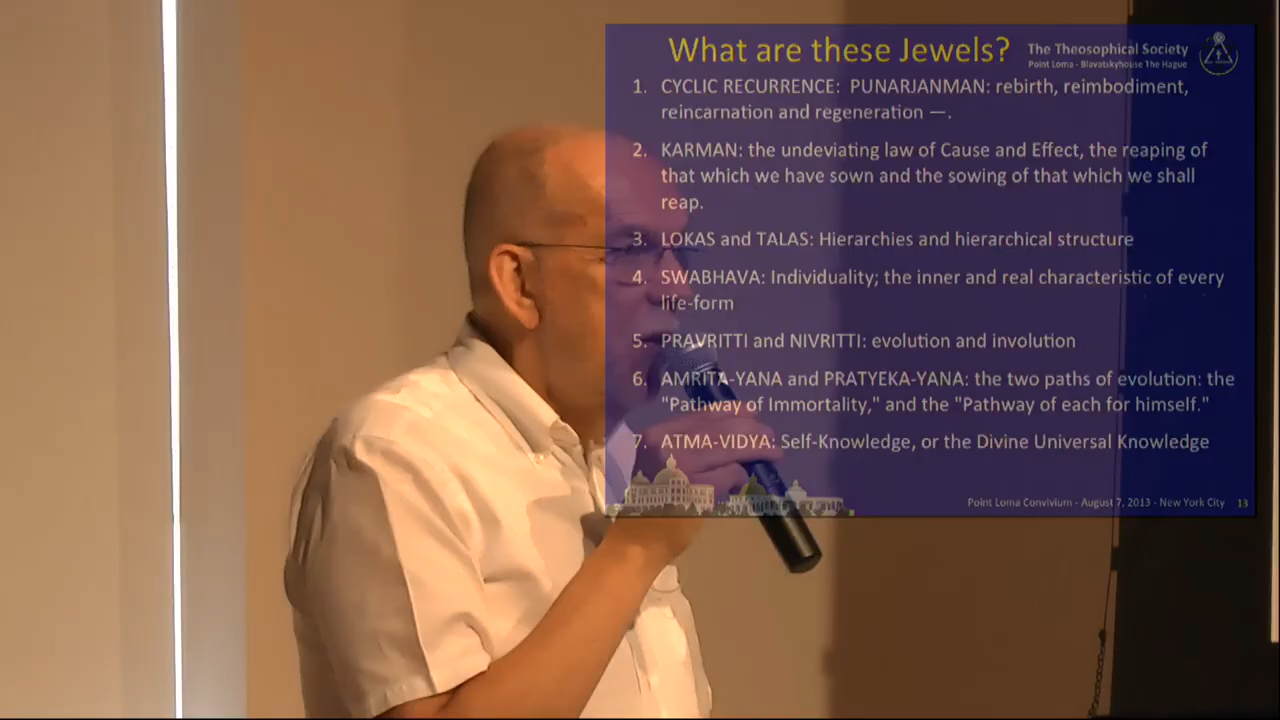 What are these Jewels?
The Theosophical Society
Point Loma - Blavatskyhouse The Hague
1. CYCLIC RECURRENCE: PUNARJANMAN: rebirth, reimbodiment,
reincarnation and regeneration —.
2. KARMAN: the undeviating law of Cause and Effect, the reaping of
that which we have sown and the sowing of that which we shall
reap.
3. LOKAS and TALAS: Hierarchies and hierarchical structure
4. SWABHAVA: Individuality; the inner and real characteristic of every
life-form
5. PRAVRITTI and NIVRITTI: evolution and involution
6. AMRITA-YANA and PRATYEKA-YANA: the two paths of evolution: the
"Pathway of Immortality," and the "Pathway of each for himself."
7. ATMA-VIDYA: Self-Knowledge, or the Divine Universal Knowledge
Point Loma Convivium - August 7, 2013 - New York City 13